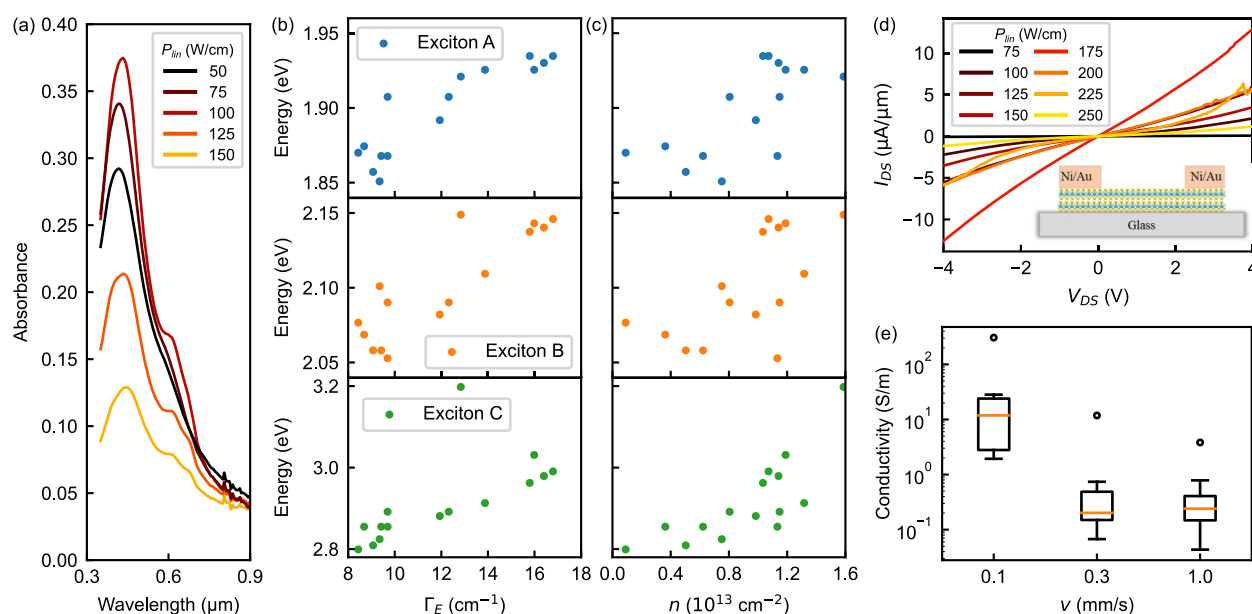 (a)
0.40
0.35
0.30
0.25
0.20
0.15
0.10
0.05
0.00
Absorbance
P_lin (W/cm)
50
75
100
125
150
0.3 0.5 0.7 0.9
Wavelength (μm)
(b)
1.95
1.90
1.85
Energy (eV)
Exciton A
2.15
2.10
2.05
Energy (eV)
Exciton B
3.2
3.0
2.8
Energy (eV)
Exciton C
8 10 12 14 16
Γ_E (cm⁻¹)
(c)
0.0 0.4 0.8 1.2 1.6
n (10¹³ cm⁻²)
(d)
10
5
0
−5
−10
I_DS (μA/μm)
P_lin (W/cm)
75 175
100 200
125 225
150 250
Ni/Au Ni/Au
Glass
−4 −2 0 2 4
V_DS (V)
(e)
10²
10¹
10⁰
10⁻¹
Conductivity (S/m)
0.1 0.3 1.0
v (mm/s)